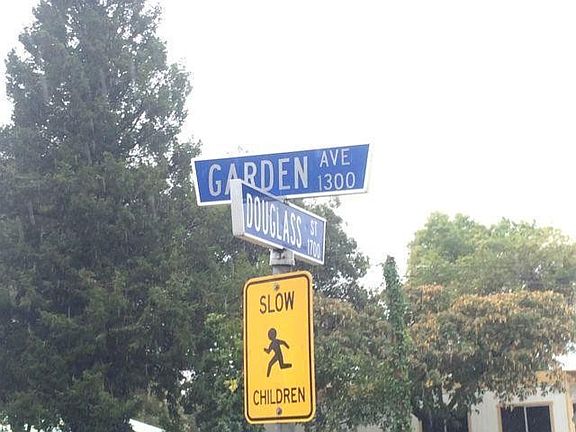 GARDEN AVE
1300
DOUGLASS ST
1700
SLOW
CHILDREN